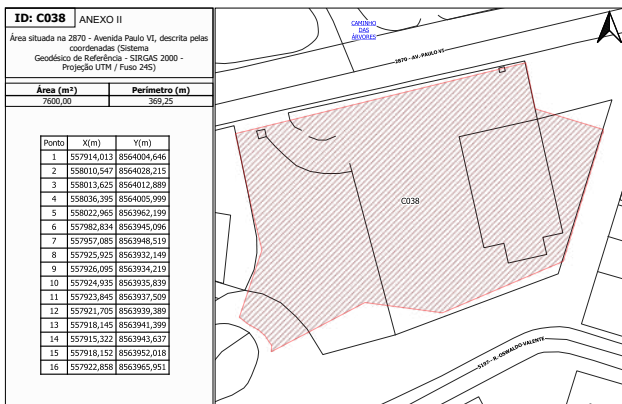 ID: C038 ANEXO II
Área situada na 2870 - Avenida Paulo VI, descrita pelas
coordenadas (Sistema
Geodésico de Referência - SIRGAS 2000 -
Projeção UTM / Fuso 24S)
Área (m²) Perímetro (m)
7600,00 369,25
Ponto X(m) Y(m)
1 557914,013 8564004,646
2 558010,547 8564028,215
3 558013,625 8564012,889
4 558036,395 8564005,999
5 558022,965 8563962,199
6 557982,834 8563945,096
7 557957,085 8563948,519
8 557925,925 8563932,149
9 557926,095 8563934,219
10 557924,935 8563935,839
11 557923,845 8563937,509
12 557921,705 8563939,389
13 557918,145 8563941,399
14 557915,322 8563943,637
15 557918,152 8563952,018
16 557922,858 8563965,951
CAMINHO
DAS
ÁRVORES
2870 - AV. PAULO VI
C038
5197 - R. OSWALDO VALENTE